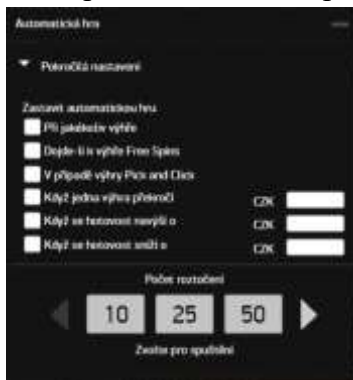 Automatická hra
Pokročilá nastavení
Zastavit automatickou hru
Při jakékoliv výhře
Dojde-li k výhře Free Spins
V případě výhry Pick and Click
Když jedna výhra překročí CZK
Když se hotovost navýší o CZK
Když se hotovost sníží o CZK
Počet roztočení
10 25 50
Zvolte pro spuštění